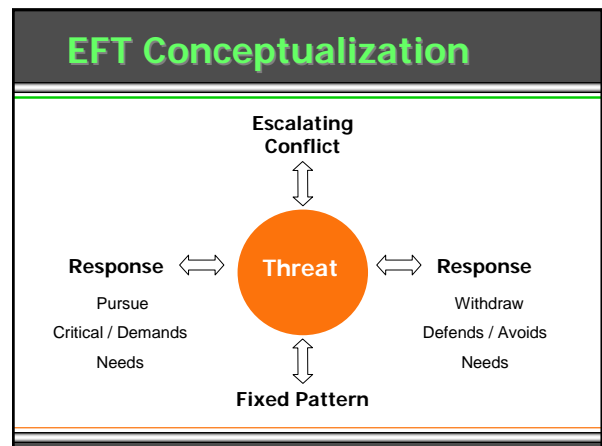 EFT Conceptualization
Escalating
Conflict
Response
Threat
Response
Pursue
Withdraw
Critical / Demands
Defends / Avoids
Needs
Needs
Fixed Pattern